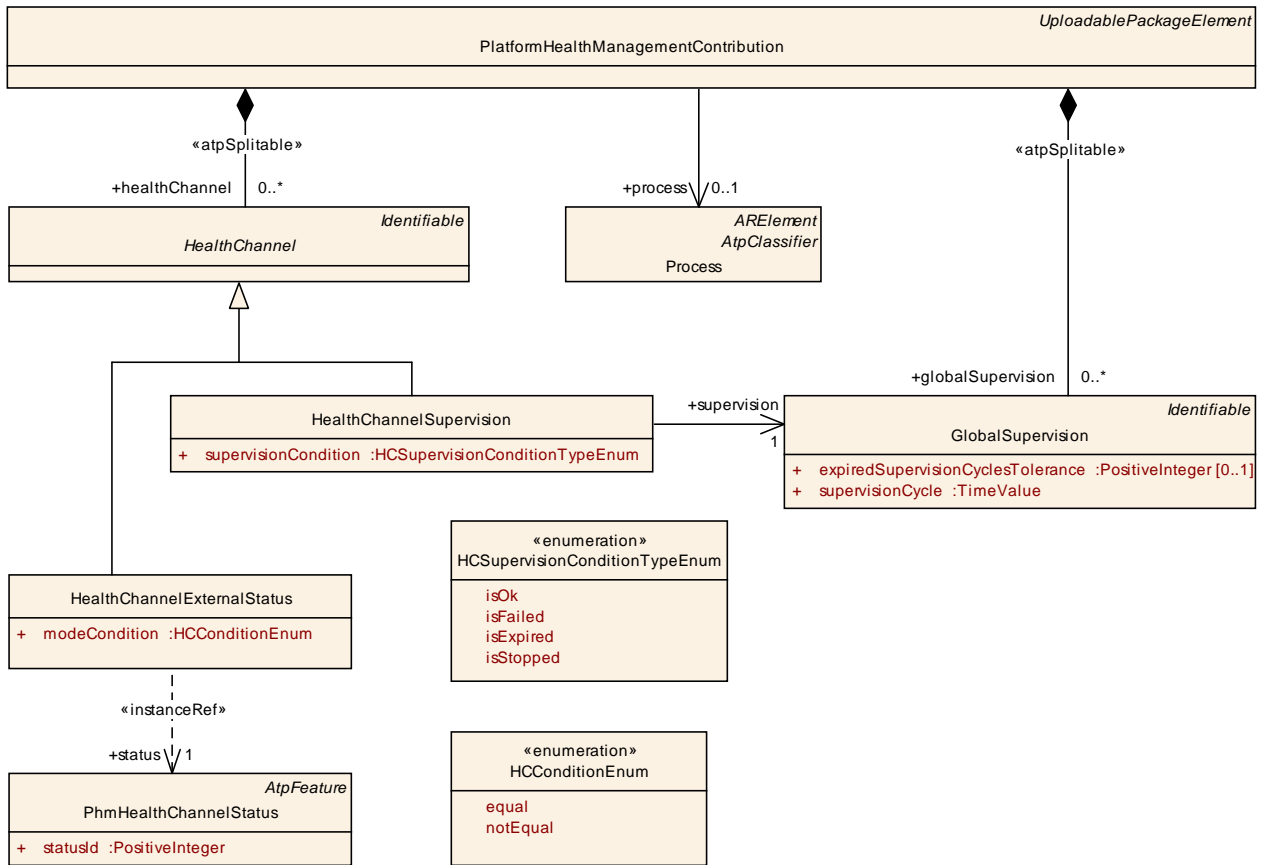 UploadablePackageElement
PlatformHealthManagementContribution
«atpSplitable»
«atpSplitable»
+healthChannel 0..*
+process 0..1
Identifiable
HealthChannel
ARElement
AtpClassifier
Process
+globalSupervision 0..*
HealthChannelSupervision
+ supervisionCondition :HCSupervisionConditionTypeEnum
+supervision
1
Identifiable
GlobalSupervision
+ expiredSupervisionCyclesTolerance :PositiveInteger [0..1]
+ supervisionCycle :TimeValue
«enumeration»
HCSupervisionConditionTypeEnum
isOk
isFailed
isExpired
isStopped
HealthChannelExternalStatus
+ modeCondition :HCConditionEnum
«instanceRef»
+status 1
AtpFeature
PhmHealthChannelStatus
+ statusId :PositiveInteger
«enumeration»
HCConditionEnum
equal
notEqual